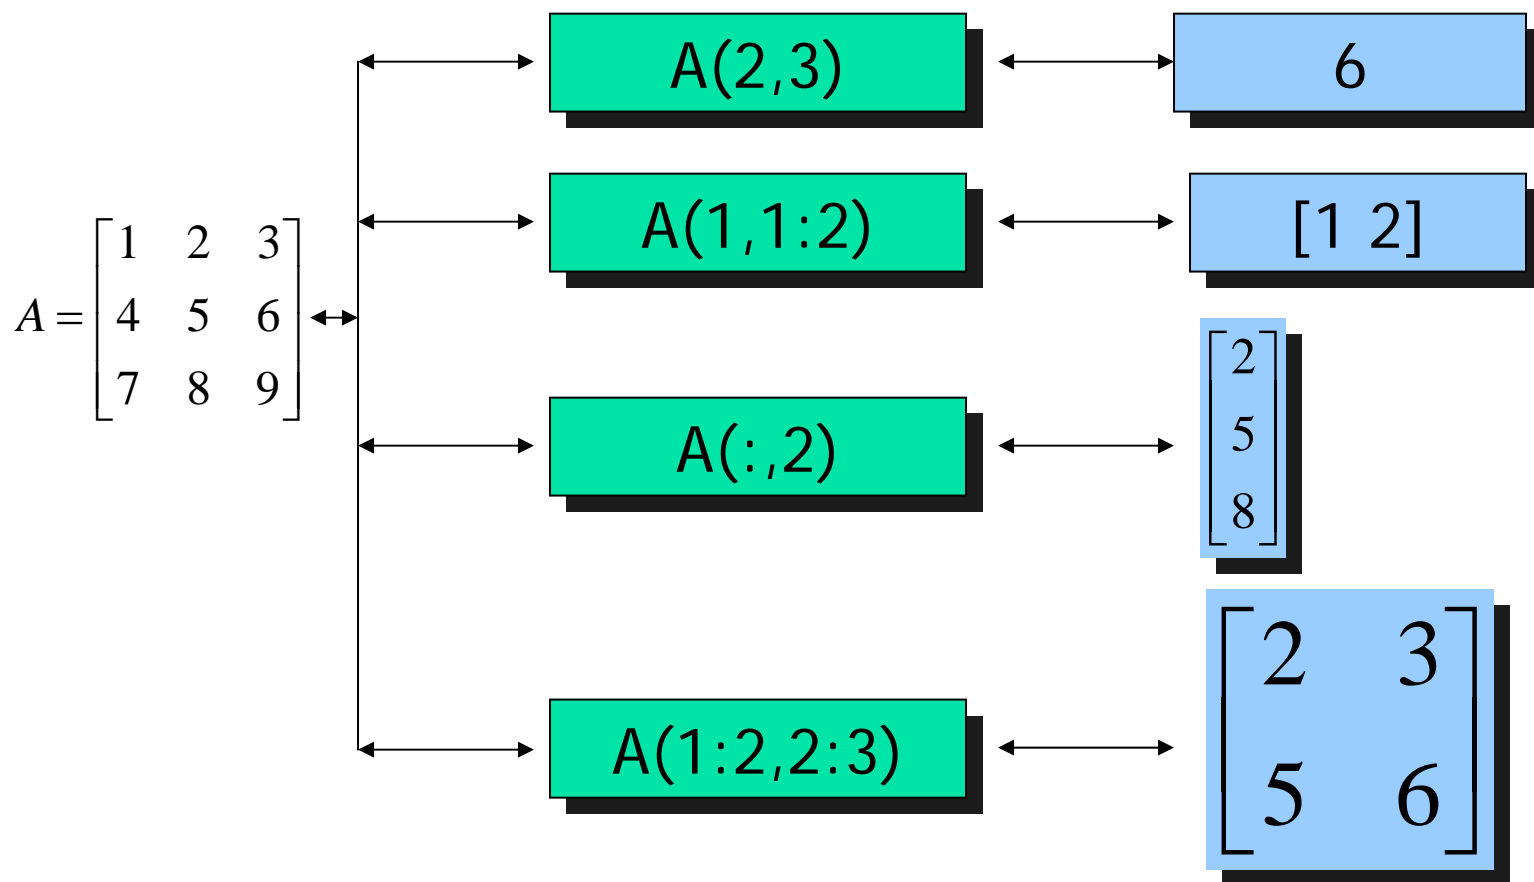 A(2,3)
6
A(1,1:2)
[1 2]
A = [1 2 3
4 5 6
7 8 9]
A(:,2)
[2
5
8]
A(1:2,2:3)
[2 3
5 6]